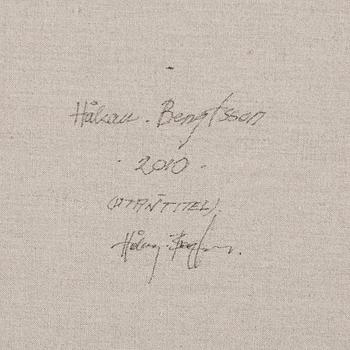 Håkan. Bengtsson
· 2010 ·
(UTAN TITEL).